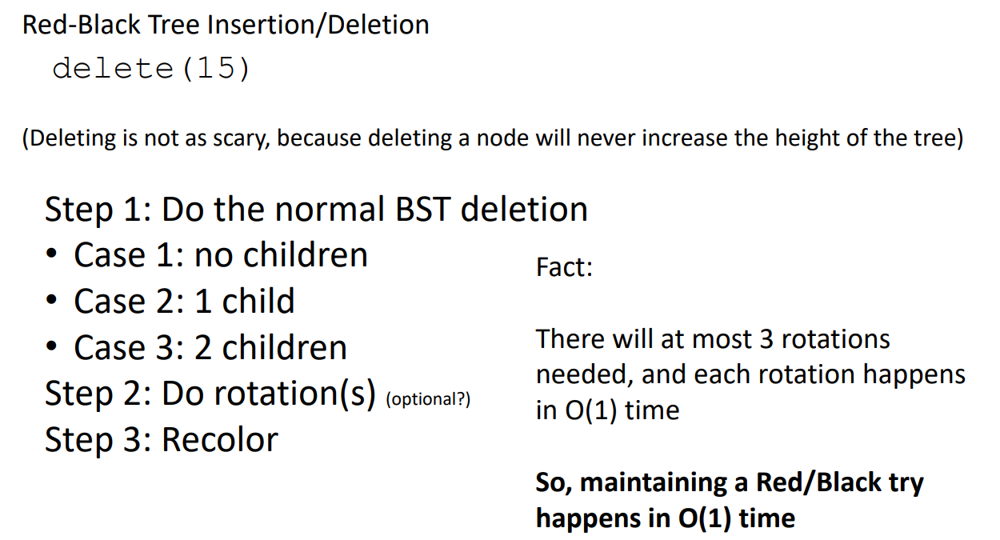 Red-Black Tree Insertion/Deletion
delete(15)
(Deleting is not as scary, because deleting a node will never increase the height of the tree)
Step 1: Do the normal BST deletion
• Case 1: no children
• Case 2: 1 child
• Case 3: 2 children
Step 2: Do rotation(s) (optional?)
Step 3: Recolor
Fact:
There will at most 3 rotations
needed, and each rotation happens
in O(1) time
So, maintaining a Red/Black try
happens in O(1) time